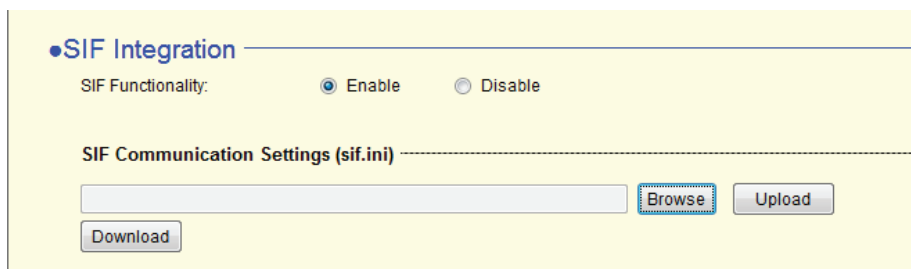 ●SIF Integration
SIF Functionality: Enable Disable
SIF Communication Settings (sif.ini)
Browse Upload
Download